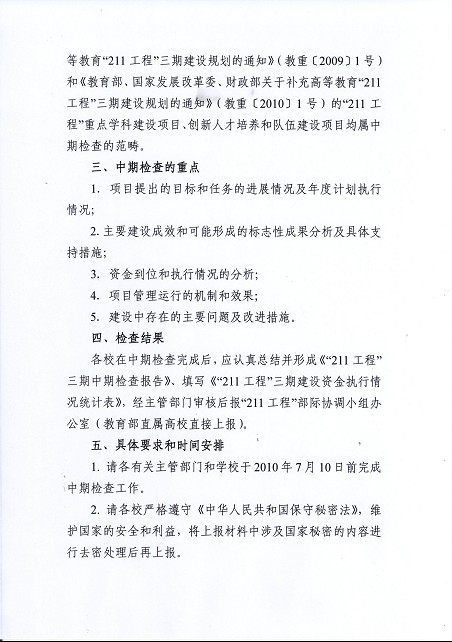 等教育“211 工程”三期建设规划的通知》（教重〔2009〕1 号）
和《教育部、国家发展改革委、财政部关于补充高等教育“211
工程”三期建设规划的通知》（教重〔2010〕1 号）的“211 工
程”重点学科建设项目、创新人才培养和队伍建设项目均属中
期检查的范畴。
三、中期检查的重点
1. 项目提出的目标和任务的进展情况及年度计划执行
情况；
2.主要建设成效和可能形成的标志性成果分析及具体支
持措施；
3. 资金到位和执行情况的分析；
4. 项目管理运行的机制和效果；
5. 建设中存在的主要问题及改进措施。
四、检查结果
各校在中期检查完成后，应认真总结并形成《“211 工程”
三期中期检查报告》、填写《“211 工程”三期建设资金执行情
况统计表》，经主管部门审核后报“211 工程”部际协调小组办
公室（教育部直属高校直接上报）。
五、具体要求和时间安排
1. 请各有关主管部门和学校于 2010 年 7 月 10 日前完成
中期检查工作。
2. 请各校严格遵守《中华人民共和国保守秘密法》，维
护国家的安全和利益，将上报材料中涉及国家秘密的内容进
行去密处理后再上报。